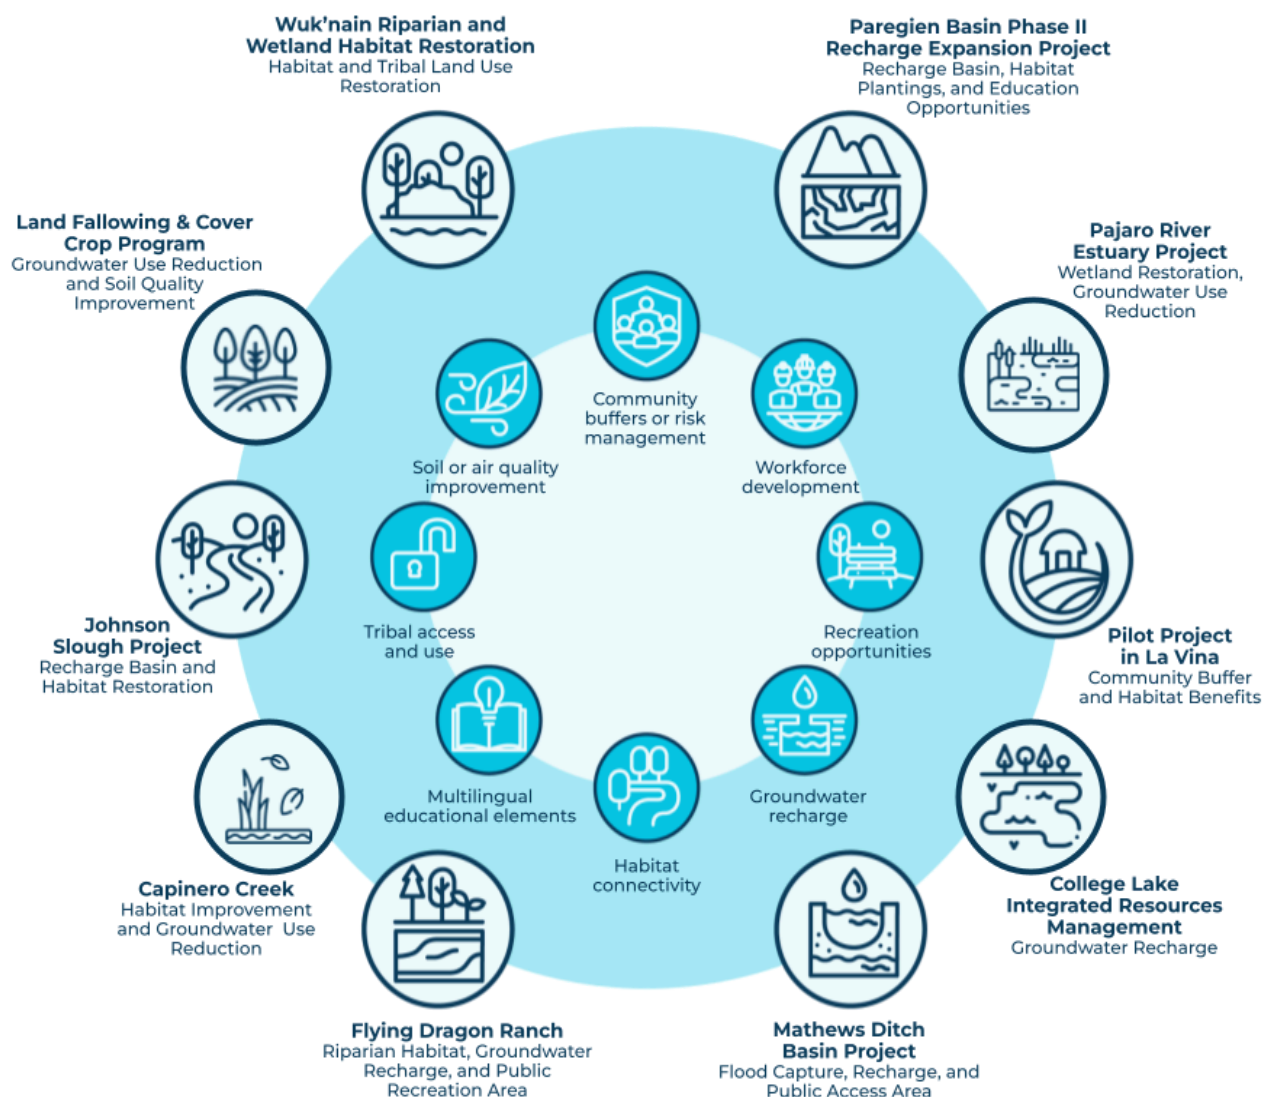 Wuk'nain Riparian and
Wetland Habitat Restoration
Habitat and Tribal Land Use
Restoration
Paregien Basin Phase II
Recharge Expansion Project
Recharge Basin, Habitat
Plantings, and Education
Opportunities
Land Fallowing & Cover
Crop Program
Groundwater Use Reduction
and Soil Quality
Improvement
Pajaro River
Estuary Project
Wetland Restoration,
Groundwater Use
Reduction
Community
buffers or risk
management
Soil or air quality
improvement
Workforce
development
Tribal access
and use
Recreation
opportunities
Johnson
Slough Project
Recharge Basin and
Habitat Restoration
Pilot Project
in La Vina
Community Buffer
and Habitat Benefits
Multilingual
educational elements
Groundwater
recharge
Habitat
connectivity
Capinero Creek
Habitat Improvement
and Groundwater Use
Reduction
College Lake
Integrated Resources
Management
Groundwater Recharge
Flying Dragon Ranch
Riparian Habitat, Groundwater
Recharge, and Public
Recreation Area
Mathews Ditch
Basin Project
Flood Capture, Recharge, and
Public Access Area